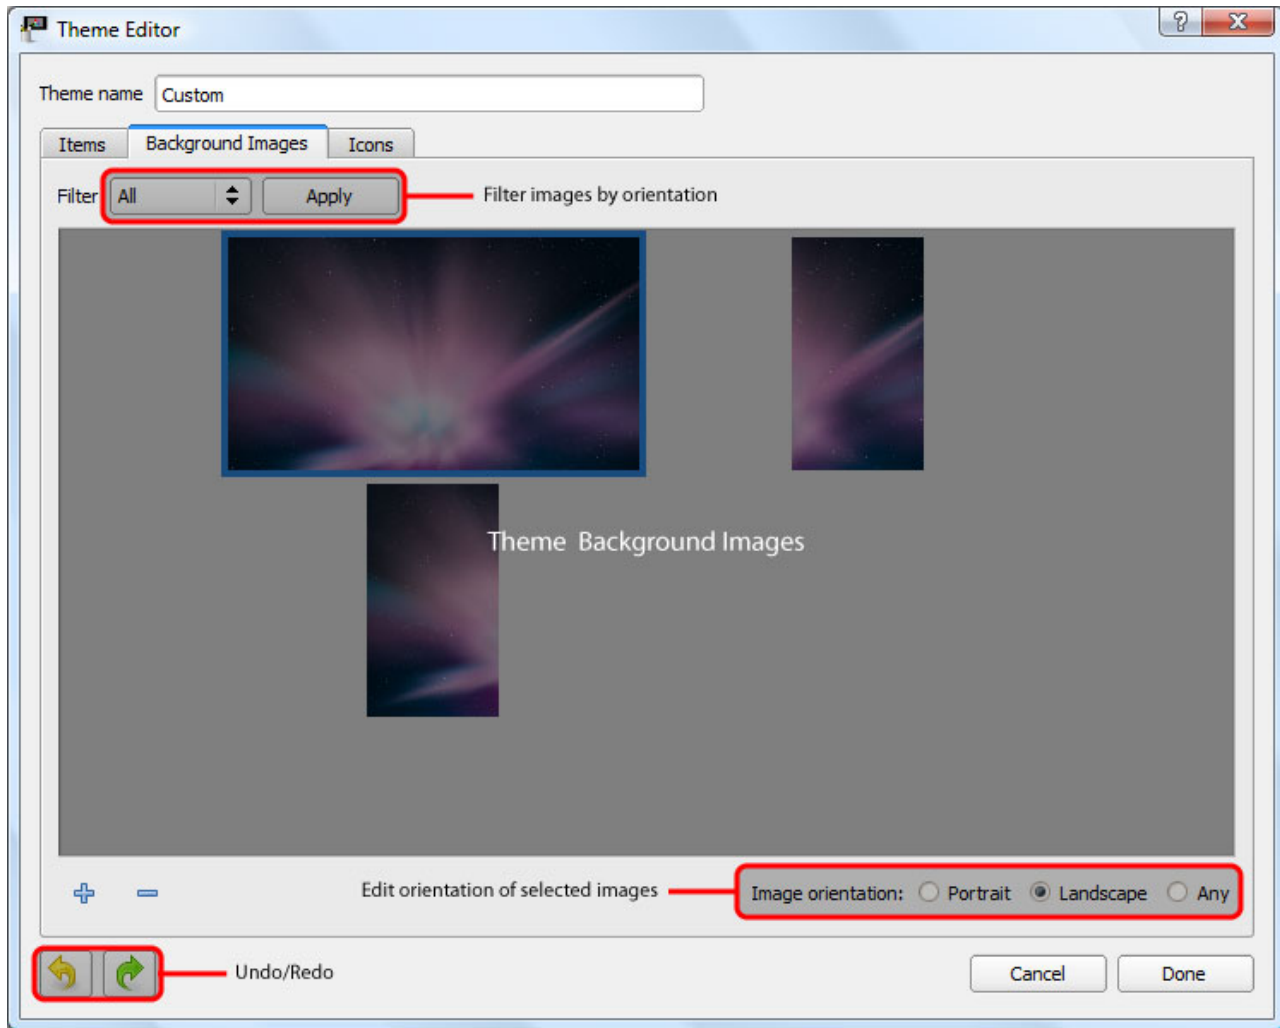 Theme Editor
Theme name Custom
Items Background Images Icons
Filter All Apply Filter images by orientation
Theme Background Images
Edit orientation of selected images Image orientation: Portrait Landscape Any
Undo/Redo Cancel Done